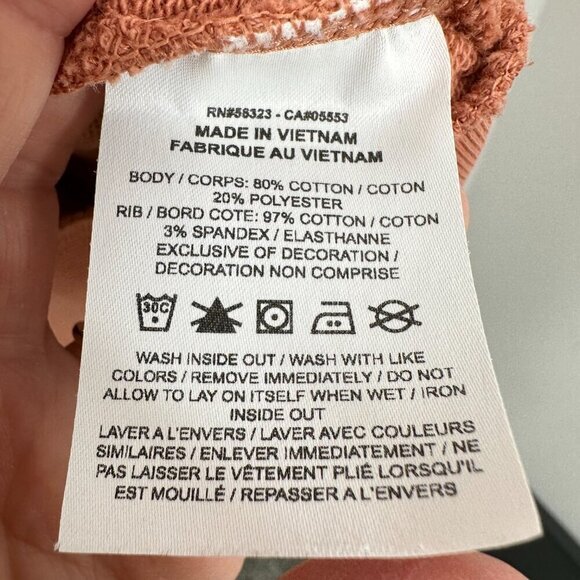 RN#56323 - CA#05553
MADE IN VIETNAM
FABRIQUE AU VIETNAM
BODY / CORPS: 80% COTTON / COTON
20% POLYESTER
RIB / BORD COTE: 97% COTTON / COTON
3% SPANDEX / ELASTHANNE
EXCLUSIVE OF DECORATION /
DECORATION NON COMPRISE
30C
WASH INSIDE OUT / WASH WITH LIKE
COLORS / REMOVE IMMEDIATELY / DO NOT
ALLOW TO LAY ON ITSELF WHEN WET / IRON
INSIDE OUT
LAVER A L'ENVERS / LAVER AVEC COULEURS
SIMILAIRES / ENLEVER IMMEDIATEMENT / NE
PAS LAISSER LE VÊTEMENT PLIÉ LORSQU'IL
EST MOUILLÉ / REPASSER A L'ENVERS